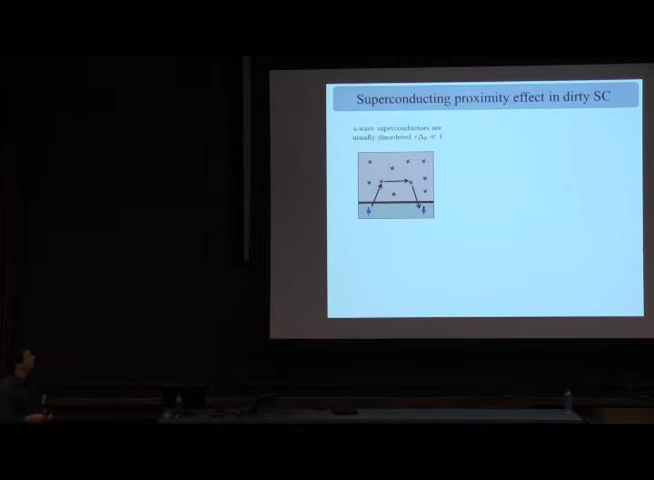 Superconducting proximity effect in dirty SC
s-wave superconductors are
usually disordered τΔ₀ ≪ 1